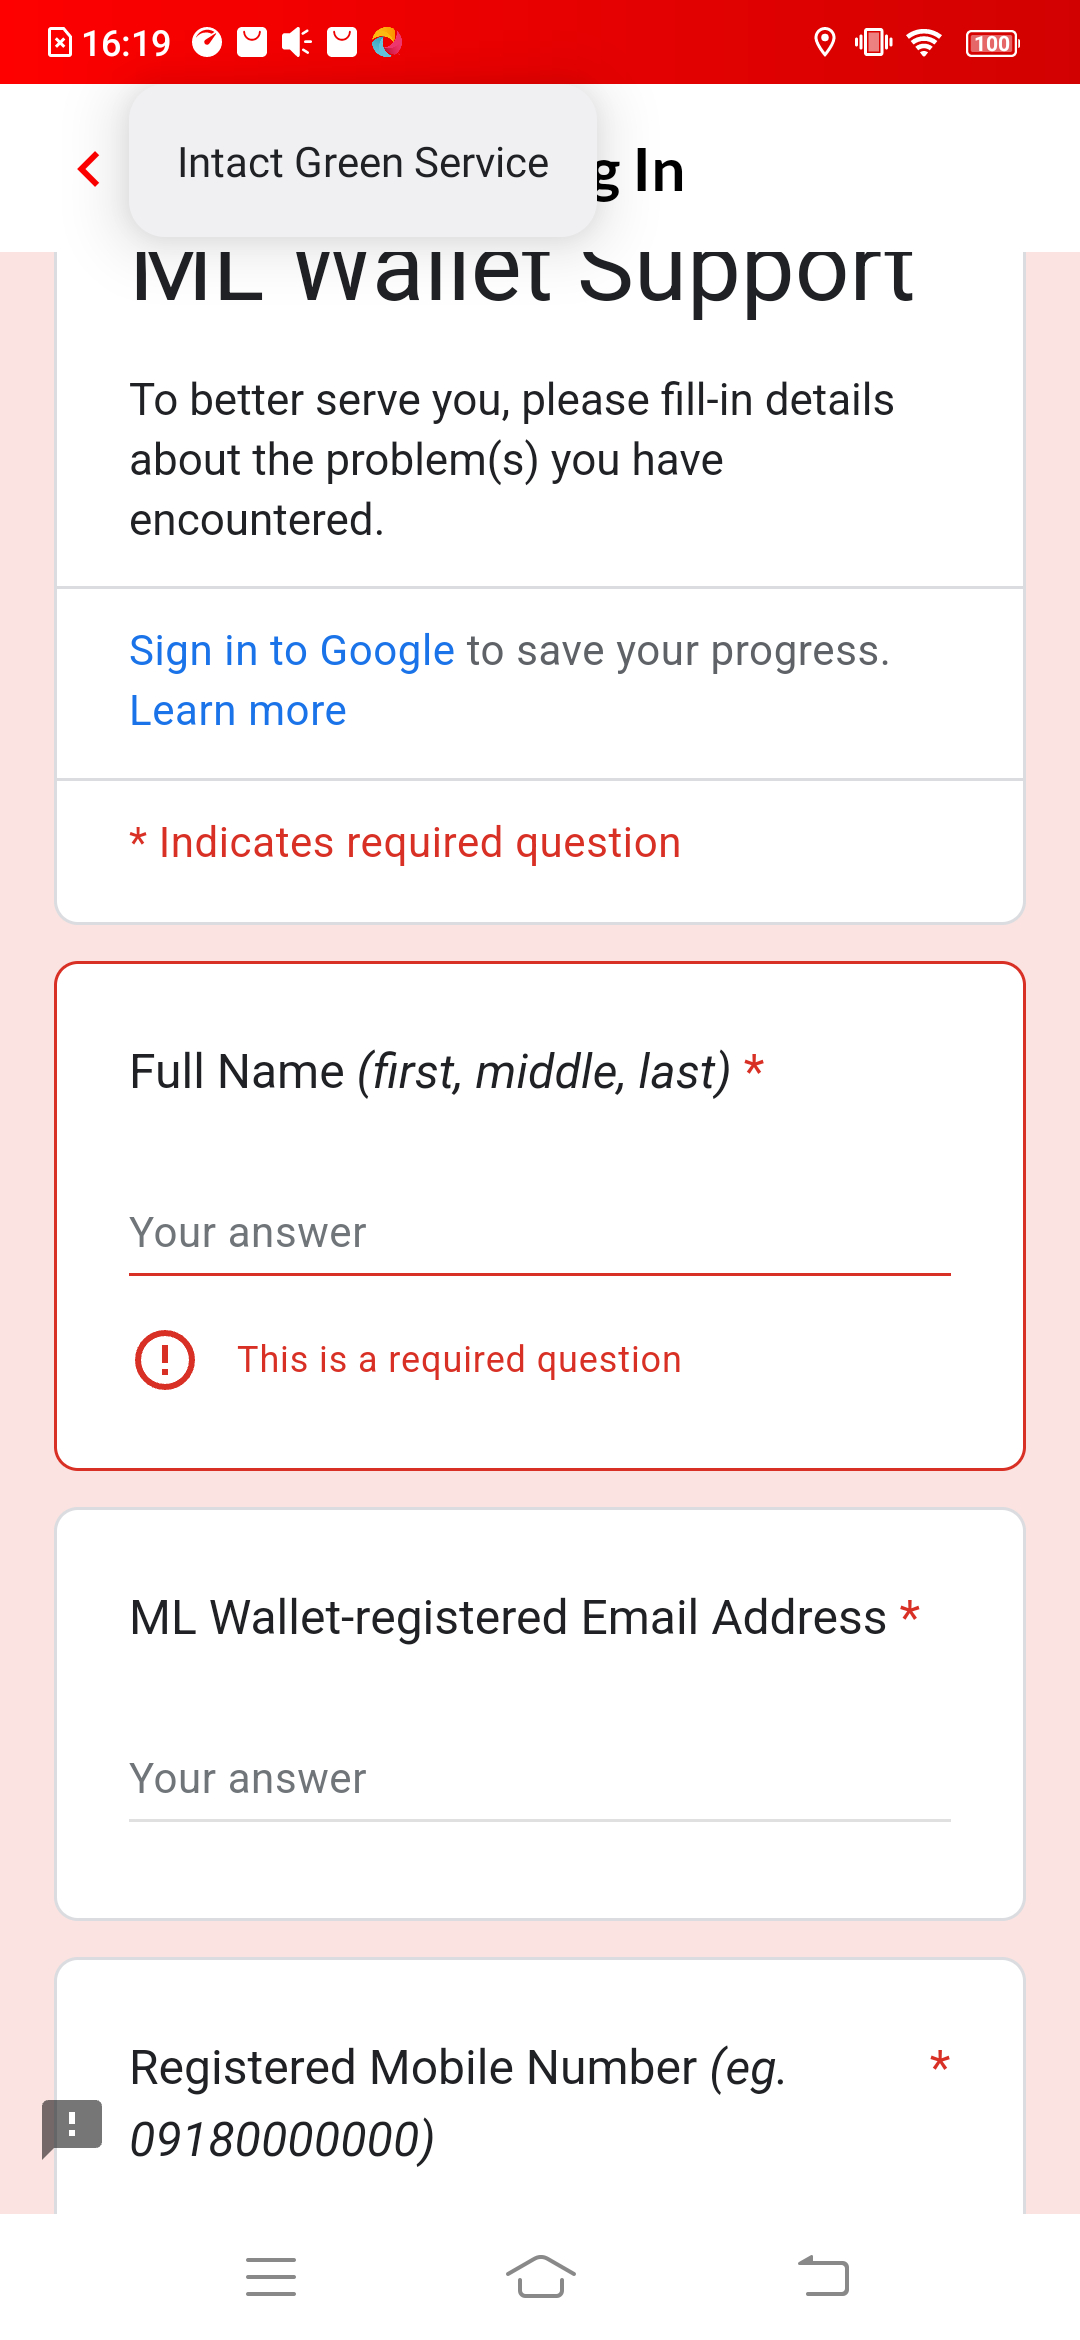 16:19
100
Intact Green Service
g In
ML Wallet Support
To better serve you, please fill-in details
about the problem(s) you have
encountered.
Sign in to Google to save your progress.
Learn more
* Indicates required question
Full Name (first, middle, last) *
Your answer
This is a required question
ML Wallet-registered Email Address *
Your answer
Registered Mobile Number (eg. *
09180000000)